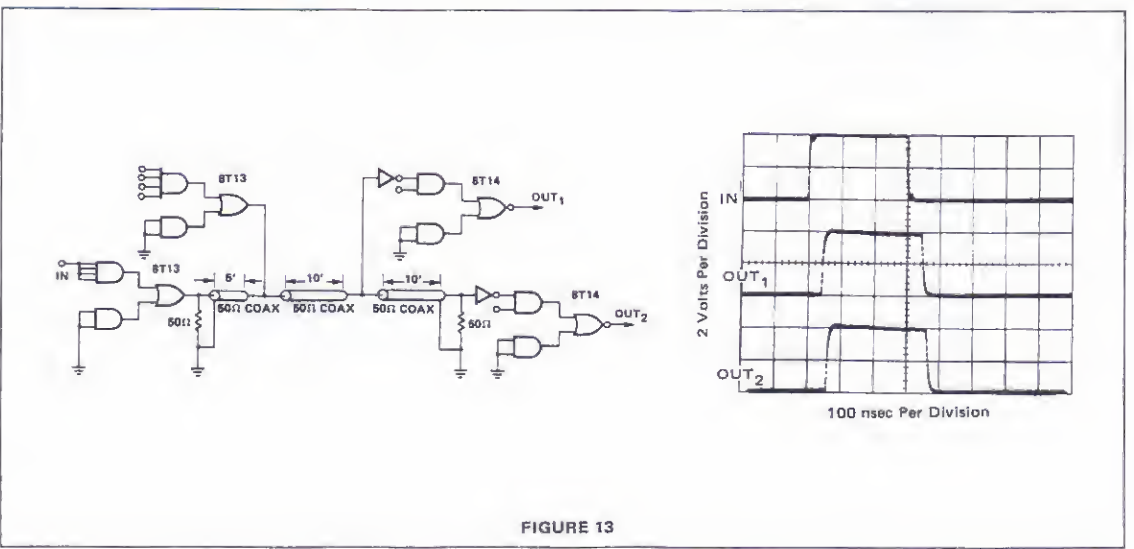 8T13
8T14
OUT1
IN
8T13
5'
10'
10'
50Ω
50Ω COAX
50Ω COAX
50Ω COAX
50Ω
8T14
OUT2
2 Volts Per Division
IN
OUT1
OUT2
100 nsec Per Division
FIGURE 13